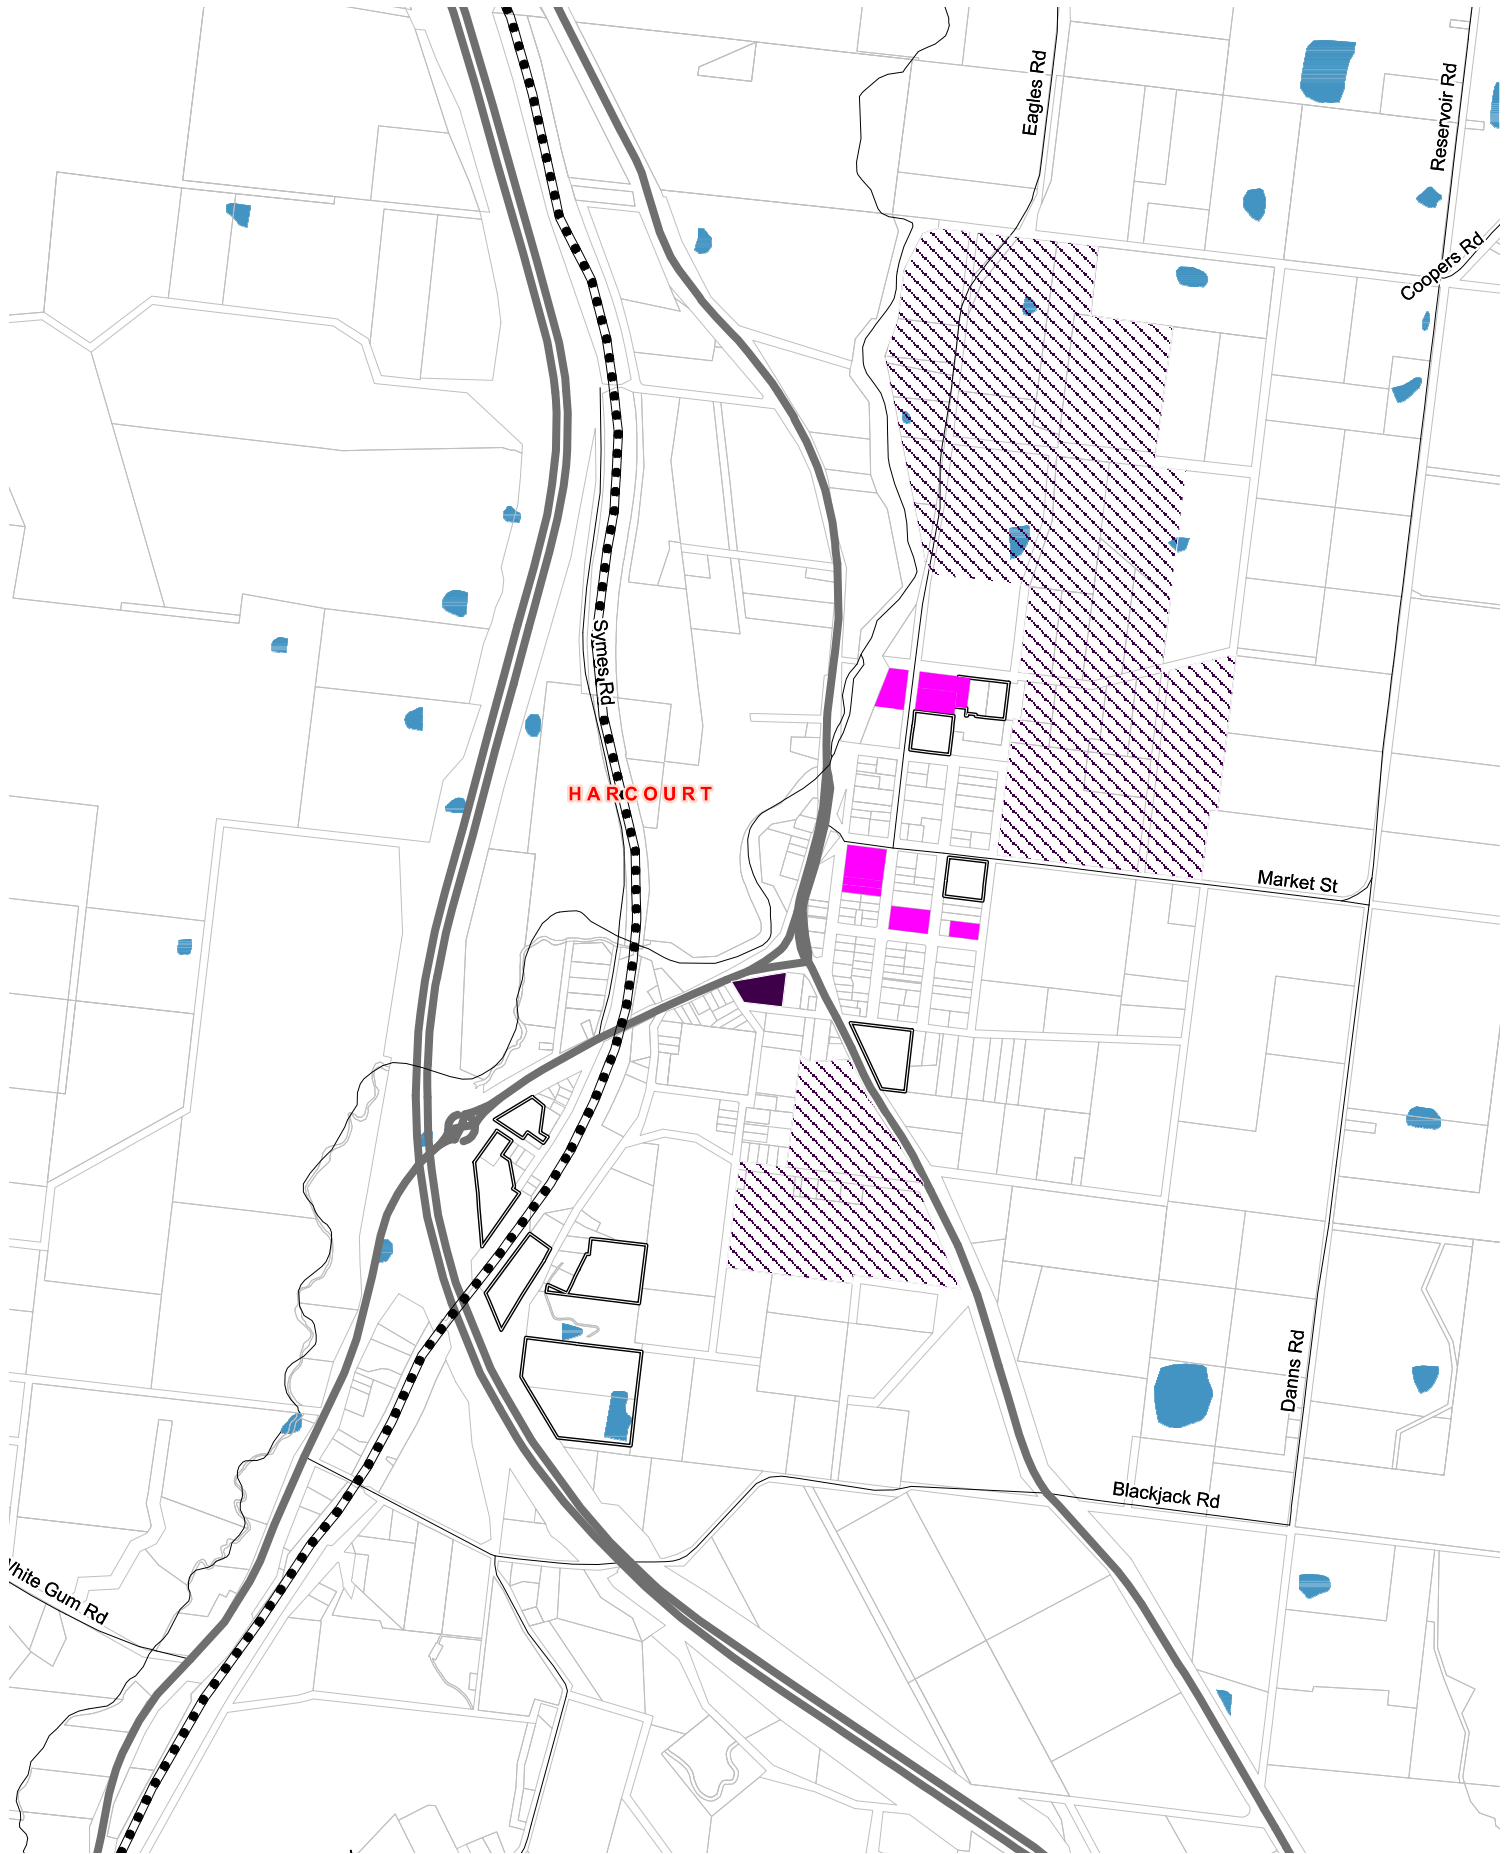 Eagles Rd
Reservoir Rd
Coopers Rd
Symes Rd
HARCOURT
Market St
Danns Rd
Blackjack Rd
White Gum Rd